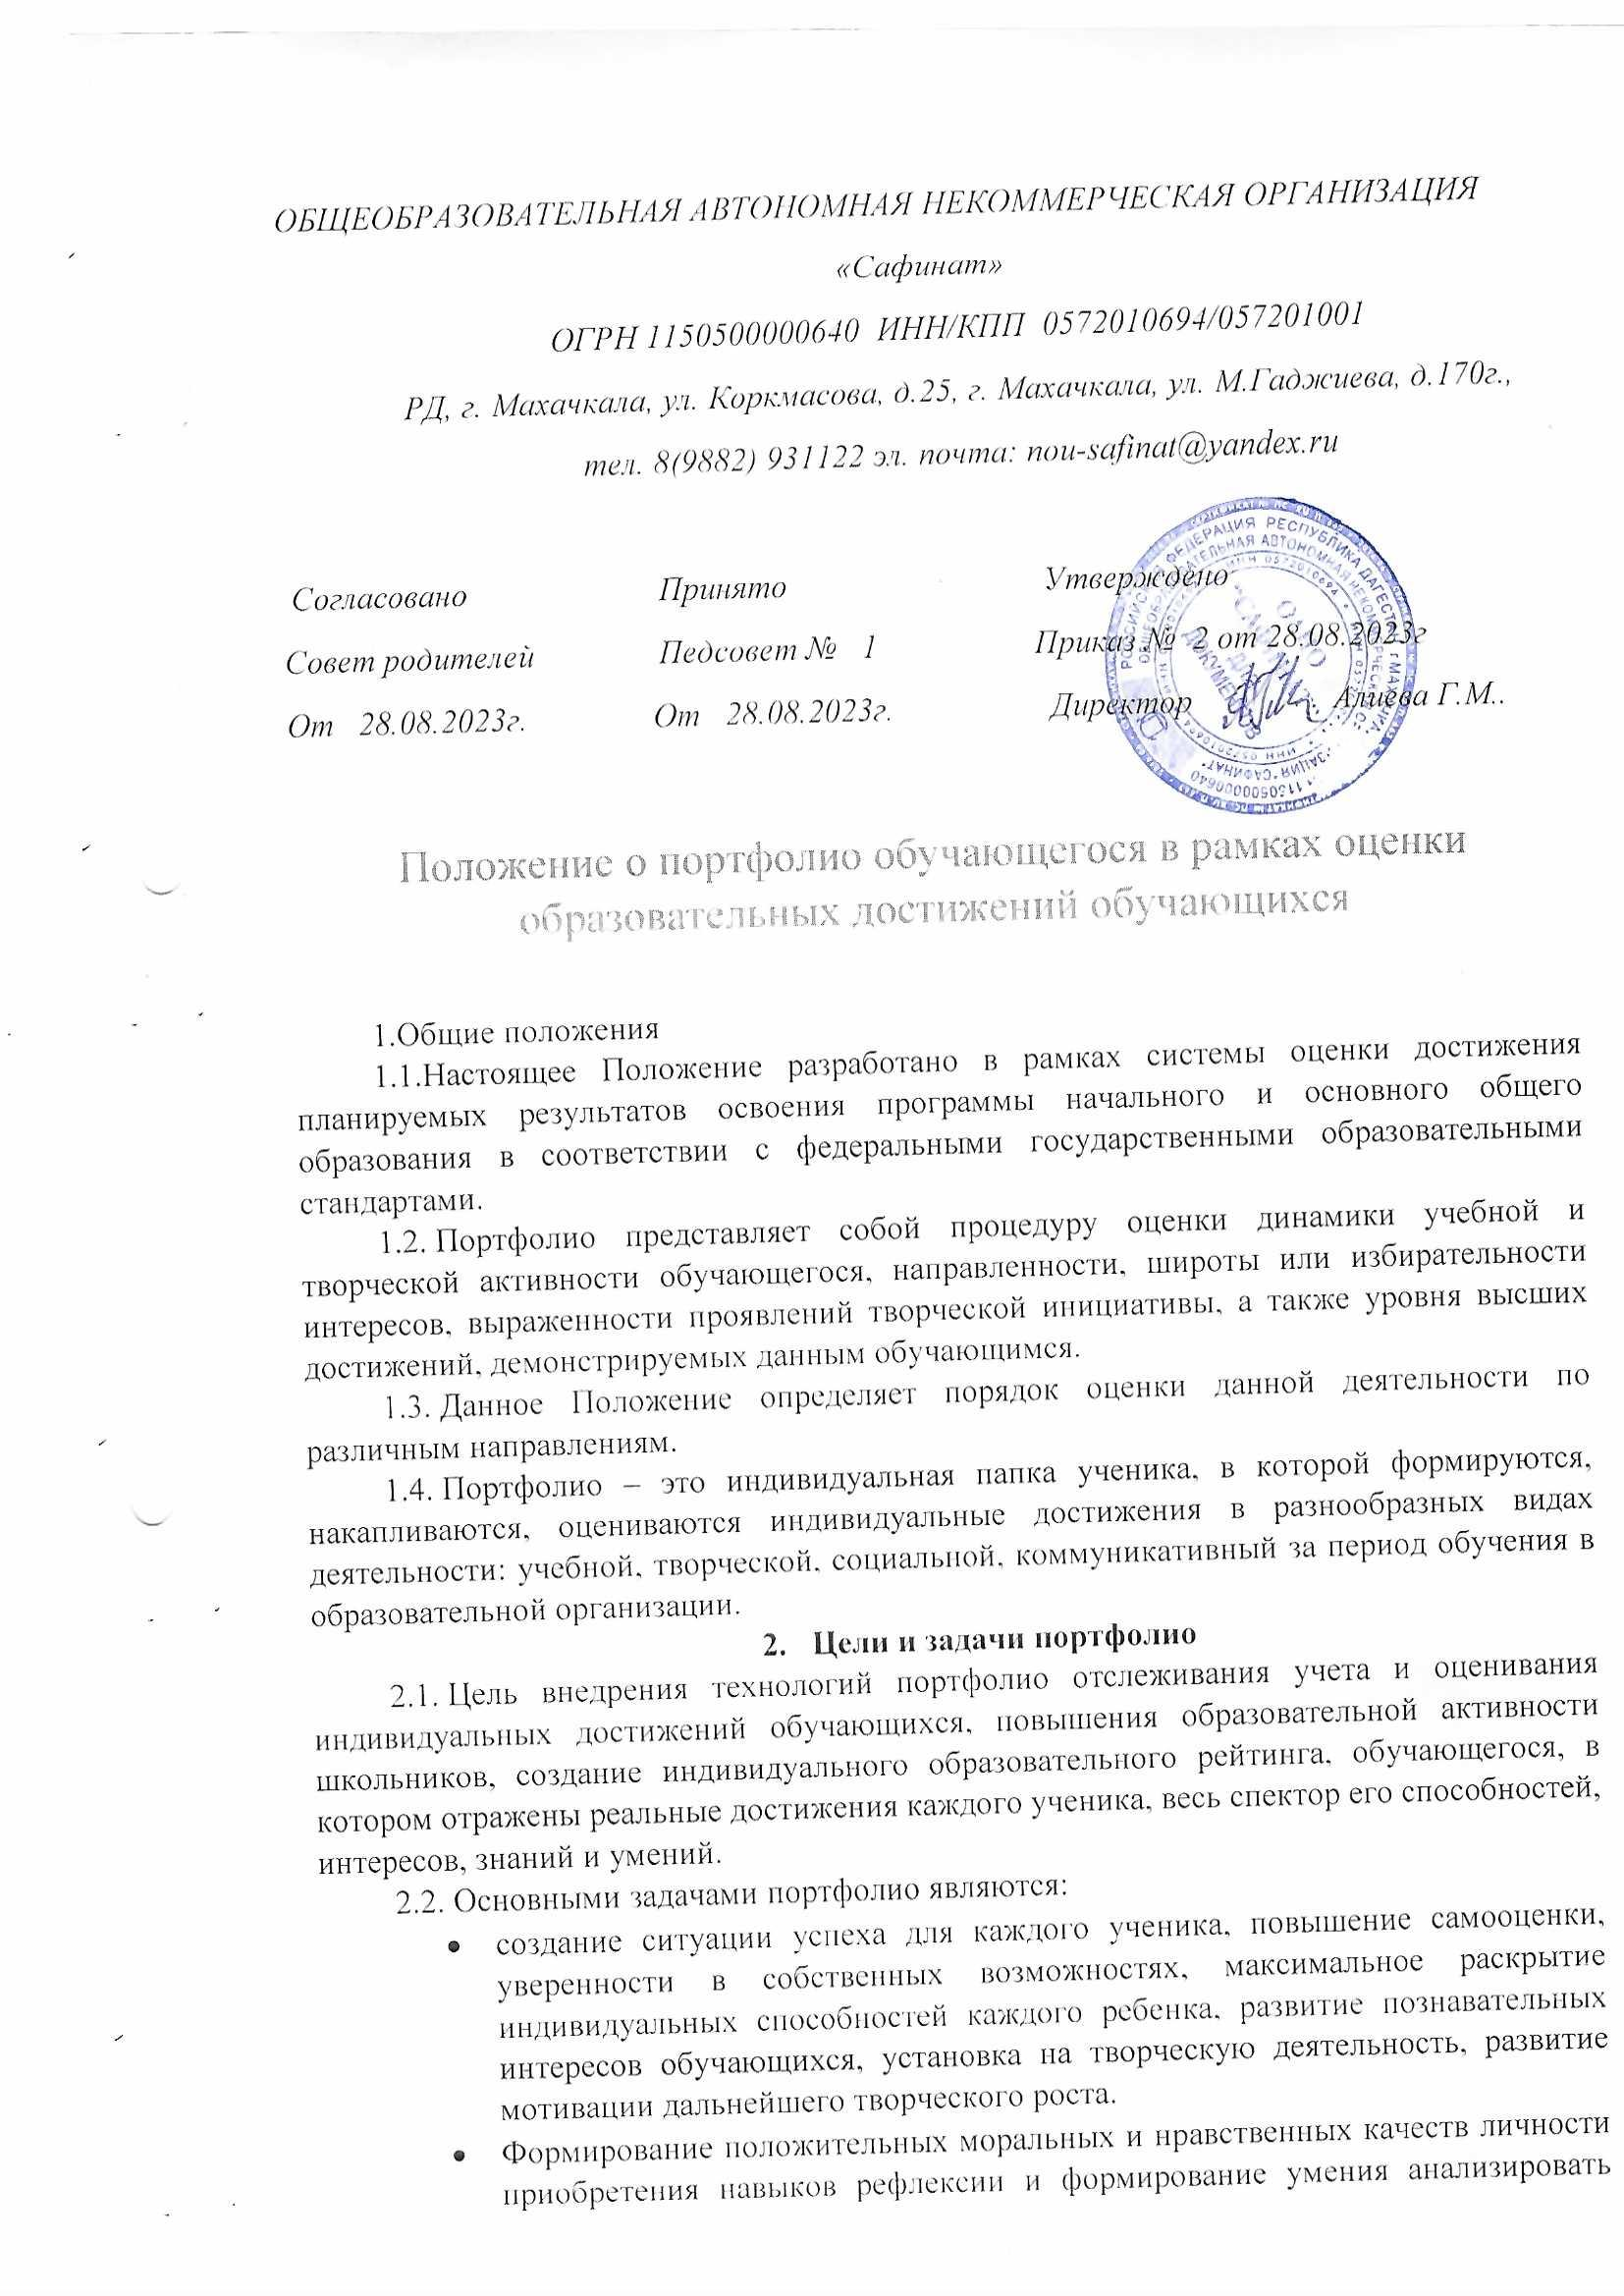 ОБЩЕОБРАЗОВАТЕЛЬНАЯ АВТОНОМНАЯ НЕКОММЕРЧЕСКАЯ ОРГАНИЗАЦИЯ
«Сафинат»
ОГРН 1150500000640 ИНН/КПП 0572010694/057201001
РД, г. Махачкала, ул. Коркмасова, д.25, г. Махачкала, ул. М.Гаджиева, д.170г.,
тел. 8(9882) 931122 эл. почта: nou-safinat@yandex.ru
Согласовано Принято Утверждено
Совет родителей Педсовет № 1 Приказ № 2 от 28.08.2023г
От 28.08.2023г. От 28.08.2023г. Директор Алиева Г.М..
Положение о портфолио обучающегося в рамках оценки
образовательных достижений обучающихся
1.Общие положения
1.1.Настоящее Положение разработано в рамках системы оценки достижения
планируемых результатов освоения программы начального и основного общего
образования в соответствии с федеральными государственными образовательными
стандартами.
1.2. Портфолио представляет собой процедуру оценки динамики учебной и
творческой активности обучающегося, направленности, широты или избирательности
интересов, выраженности проявлений творческой инициативы, а также уровня высших
достижений, демонстрируемых данным обучающимся.
1.3. Данное Положение определяет порядок оценки данной деятельности по
различным направлениям.
1.4. Портфолио – это индивидуальная папка ученика, в которой формируются,
накапливаются, оцениваются индивидуальные достижения в разнообразных видах
деятельности: учебной, творческой, социальной, коммуникативный за период обучения в
образовательной организации.
2. Цели и задачи портфолио
2.1. Цель внедрения технологий портфолио отслеживания учета и оценивания
индивидуальных достижений обучающихся, повышения образовательной активности
школьников, создание индивидуального образовательного рейтинга, обучающегося, в
котором отражены реальные достижения каждого ученика, весь спектор его способностей,
интересов, знаний и умений.
2.2. Основными задачами портфолио являются:
• создание ситуации успеха для каждого ученика, повышение самооценки,
уверенности в собственных возможностях, максимальное раскрытие
индивидуальных способностей каждого ребенка, развитие познавательных
интересов обучающихся, установка на творческую деятельность, развитие
мотивации дальнейшего творческого роста.
• Формирование положительных моральных и нравственных качеств личности
приобретения навыков рефлексии и формирование умения анализировать